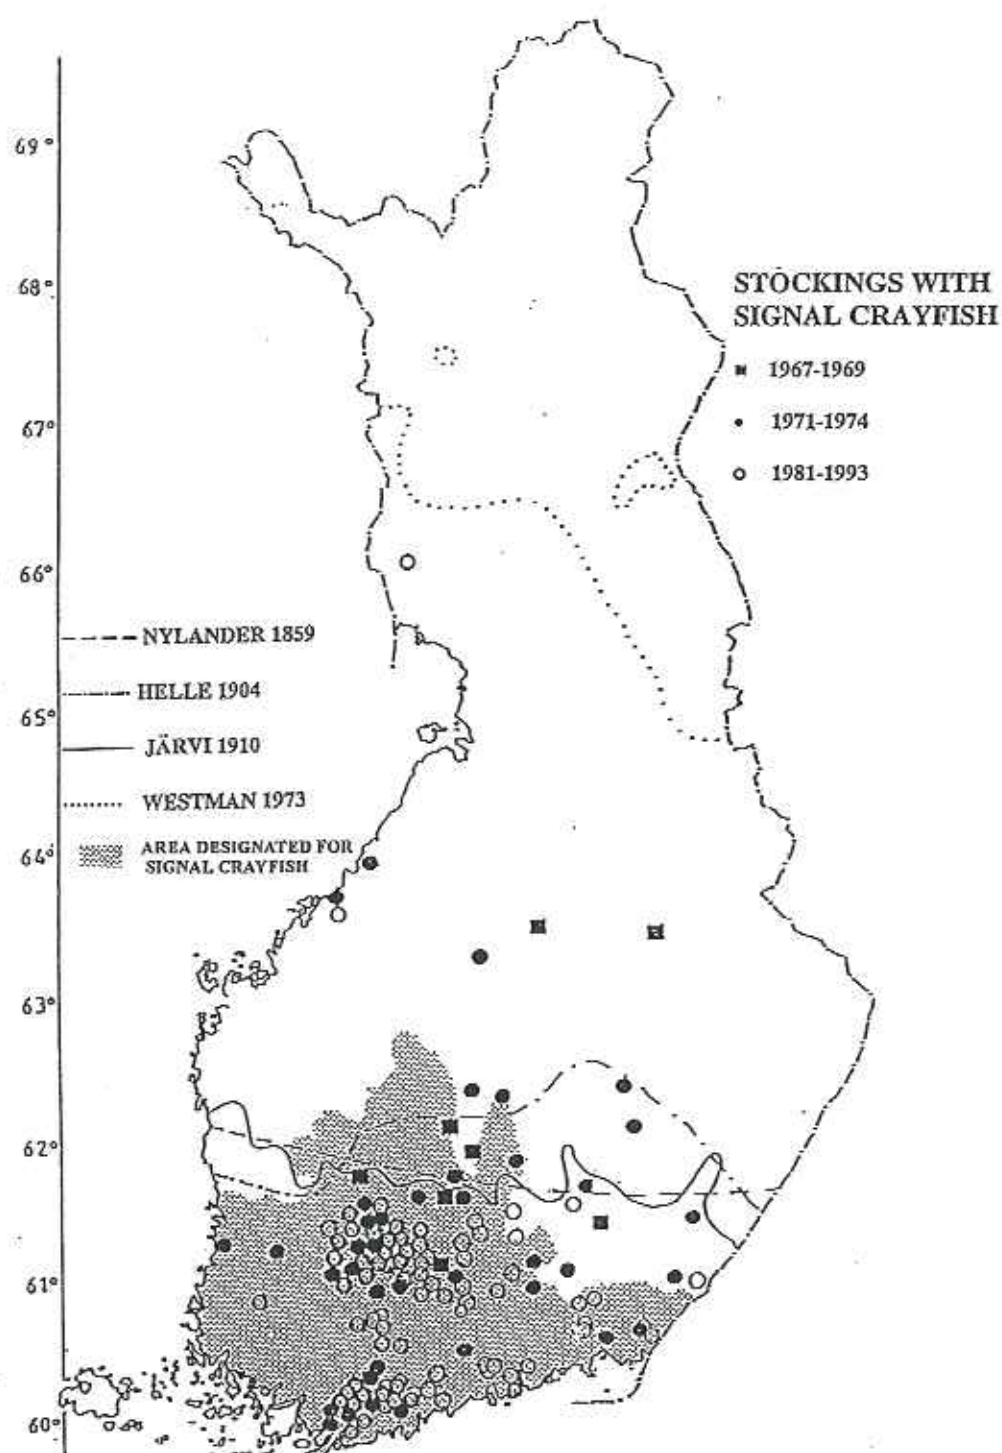 69°
68°
67°
66°
65°
64°
63°
62°
61°
60°
STOCKINGS WITH
SIGNAL CRAYFISH
1967-1969
1971-1974
1981-1993
NYLANDER 1859
HELLE 1904
JÄRVI 1910
WESTMAN 1973
AREA DESIGNATED FOR
SIGNAL CRAYFISH